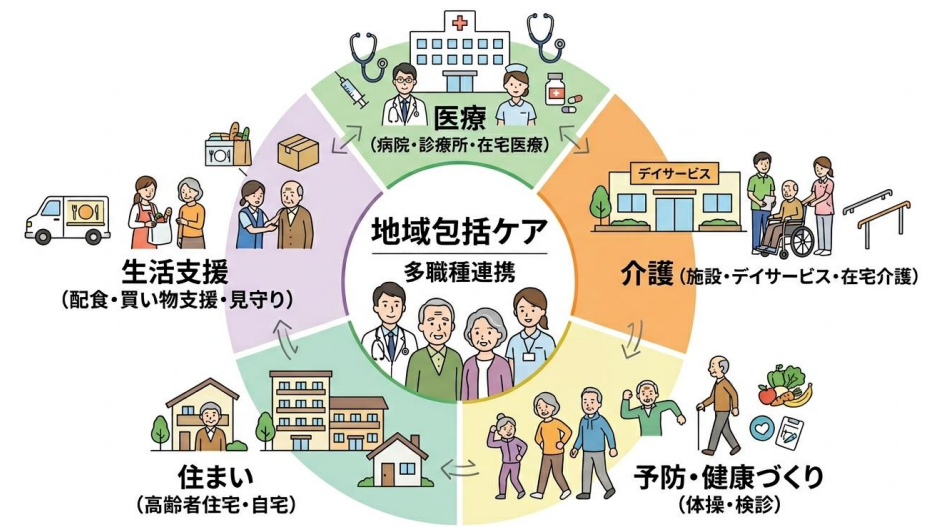 医療
(病院・診療所・在宅医療)
デイサービス
介護(施設・デイサービス・在宅介護)
地域包括ケア
多職種連携
生活支援
(配食・買い物支援・見守り)
住まい
(高齢者住宅・自宅)
予防・健康づくり
(体操・検診)